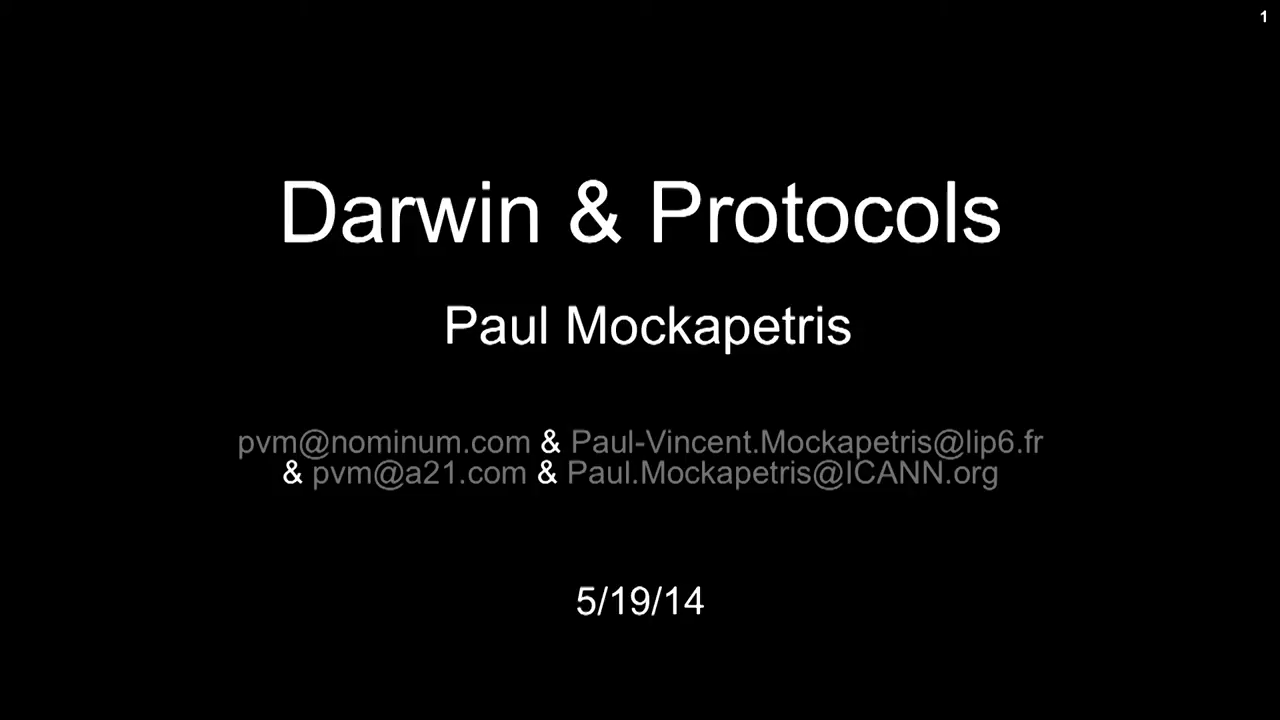 1
Darwin & Protocols
Paul Mockapetris
pvm@nominum.com & Paul-Vincent.Mockapetris@lip6.fr
& pvm@a21.com & Paul.Mockapetris@ICANN.org
5/19/14